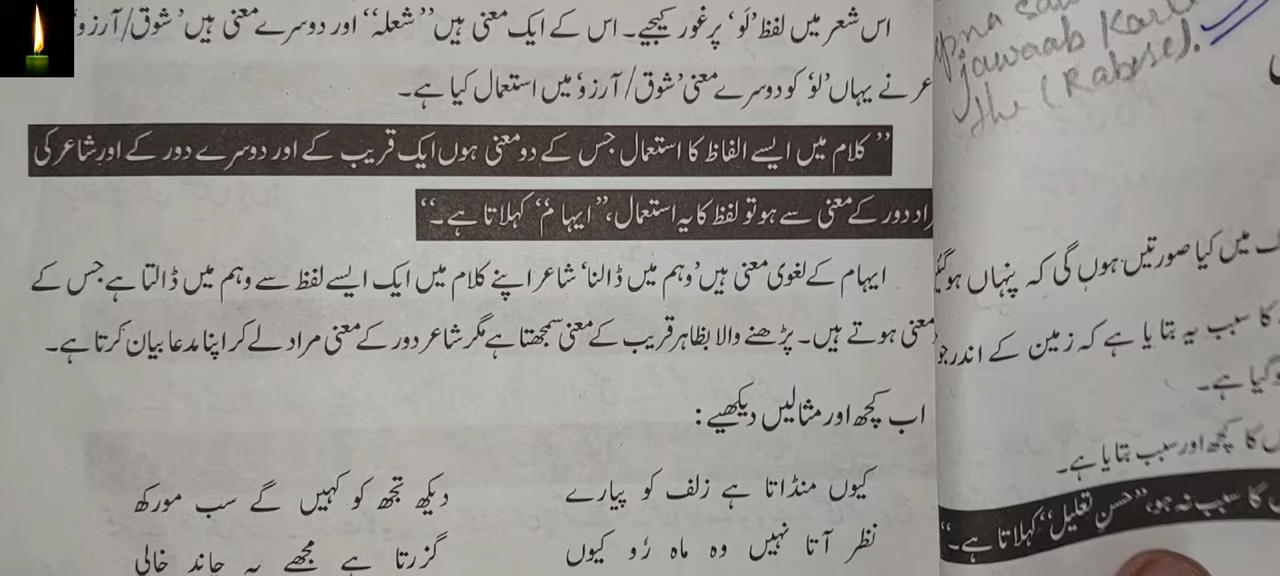 اس شعر میں لفظ 'لَو' پر غور کیجیے۔ اس کے ایک معنی ہیں "شعلہ" اور دوسرے معنی ہیں 'شوق/آرزو
عر نے یہاں 'لو' کو دوسرے معنی 'شوق/آرزو' میں استعمال کیا ہے۔
"کلام میں ایسے الفاظ کا استعمال جس کے دو معنی ہوں ایک قریب کے اور دوسرے دور کے اور شاعر کی
راد دور کے معنی سے ہو تو لفظ کا یہ استعمال، "ایہام" کہلاتا ہے۔"
ایہام کے لغوی معنی ہیں 'وہم میں ڈالنا' شاعر اپنے کلام میں ایک ایسے لفظ سے وہم میں ڈالتا ہے جس کے
معنی ہوتے ہیں۔ پڑھنے والا بظاہر قریب کے معنی سمجھتا ہے مگر شاعر دور کے معنی مراد لے کر اپنا مدعا بیان کرتا ہے۔
اب کچھ اور مثالیں دیکھیے:
کیوں منڈاتا ہے زلف کو پیارے دیکھ تجھ کو کہیں گے سب مورکھ
نظر آتا نہیں وہ ماہ رُو کیوں گزرتا ہے مجھے یہ چاند خالی
apna
jawaab
the
میں کیا صورتیں ہوں گی کہ پنہاں ہوگئیں
کا سبب یہ بتایا ہے کہ زمین کے اندر جو
ہوگیا ہے۔
کا کچھ اور سبب بتایا ہے۔
کا سبب نہ ہو، "حسنِ تعلیل" کہلاتا ہے۔"